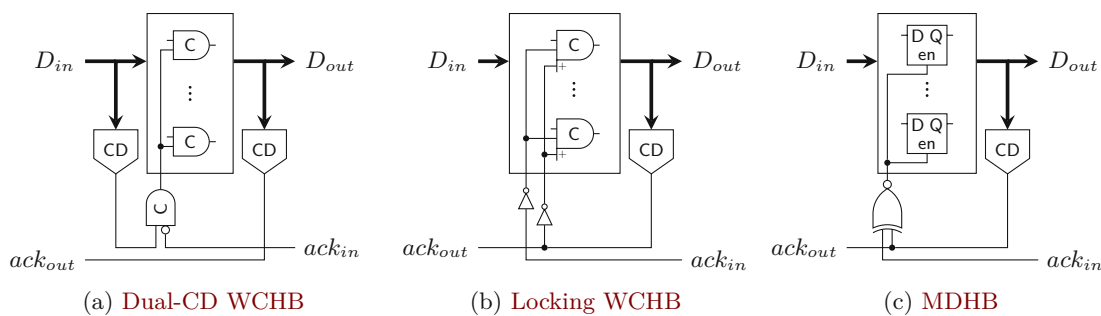 D_in CD C ⋮ C CD D_out
C
ack_out ack_in
(a) Dual-CD WCHB
D_in C + ⋮ C + CD D_out
ack_out ack_in
(b) Locking WCHB
D_in D Q en ⋮ D Q en CD D_out
ack_out ack_in
(c) MDHB